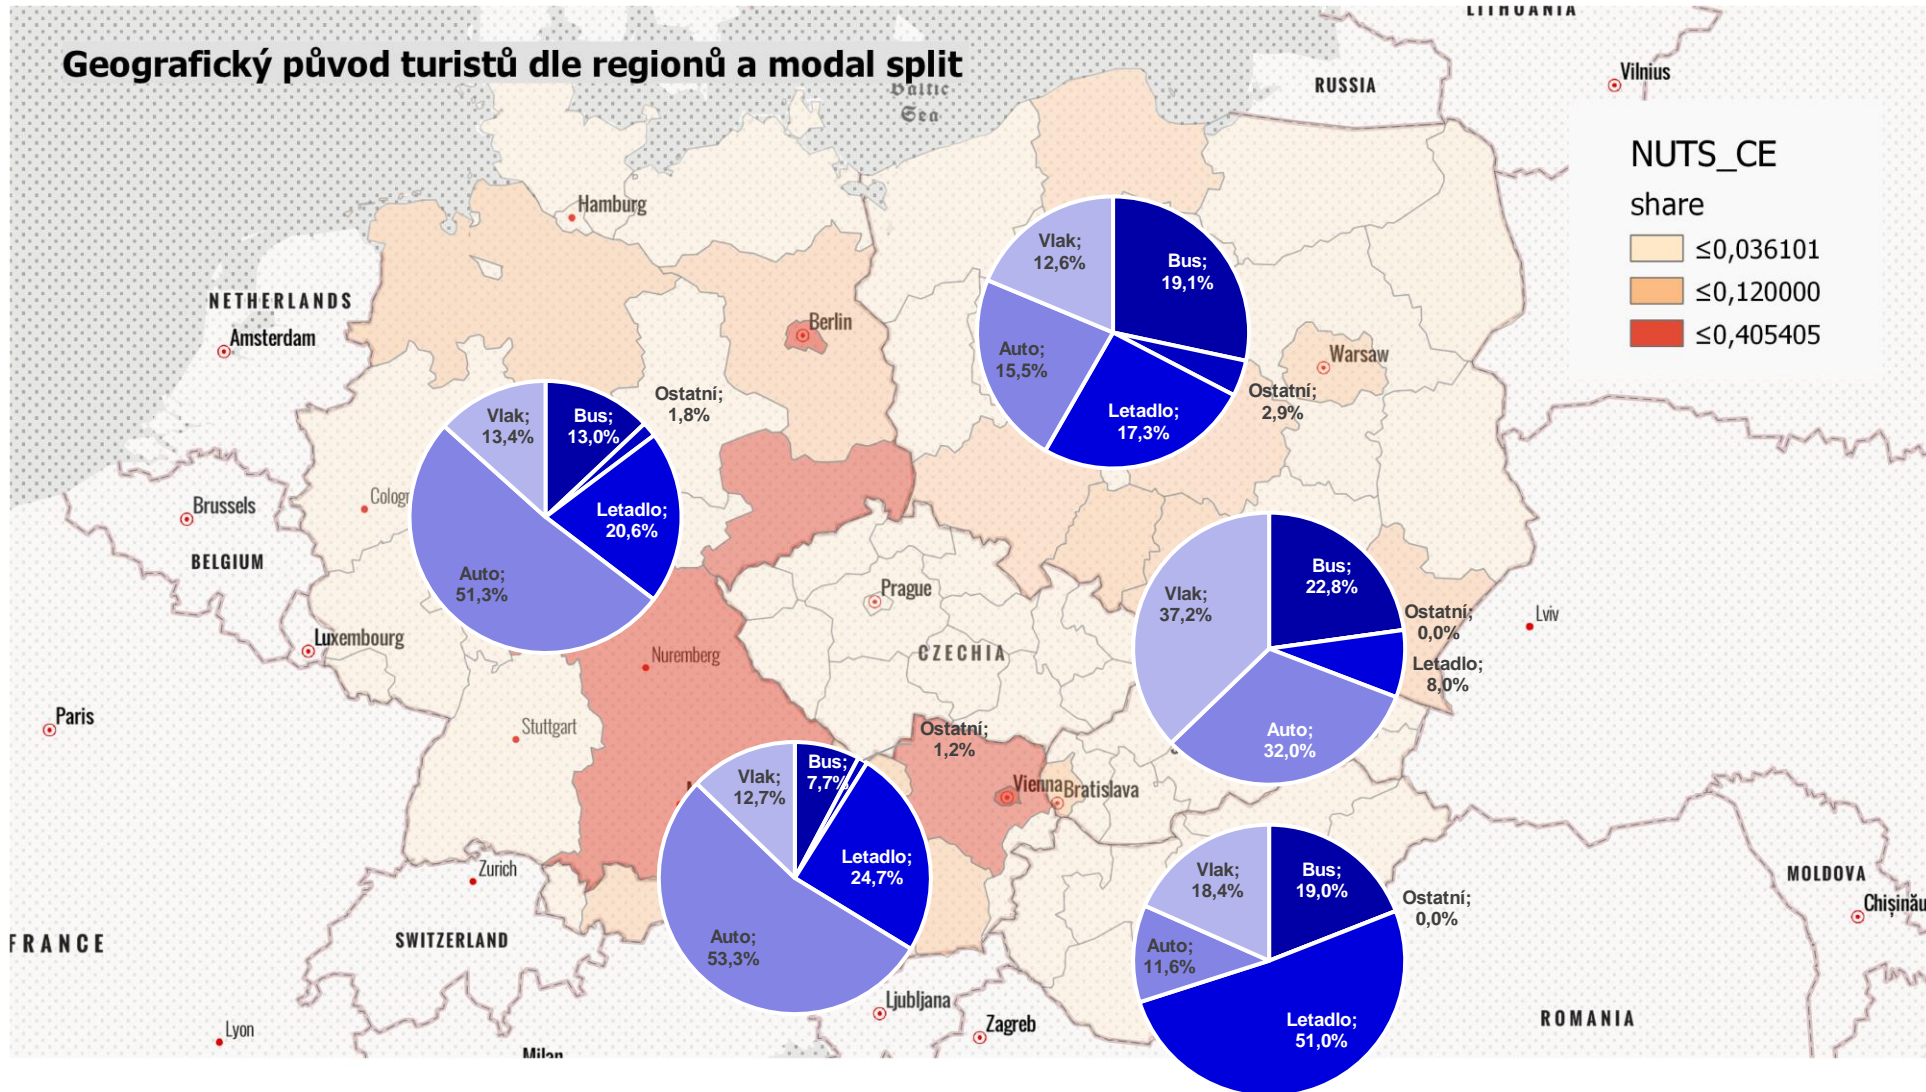 LITHUANIA
Geografický původ turistů dle regionů a modal split
Baltic
Sea
RUSSIA
Vilnius
NUTS_CE
share
≤0,036101
≤0,120000
≤0,405405
Hamburg
NETHERLANDS
Amsterdam
Berlin
Warsaw
Vlak;
12,6%
Bus;
19,1%
Auto;
15,5%
Letadlo;
17,3%
Ostatní;
2,9%
Vlak;
13,4%
Bus;
13,0%
Ostatní;
1,8%
Letadlo;
20,6%
Auto;
51,3%
Brussels
BELGIUM
Luxembourg
Prague
CZECHIA
Nuremberg
Lviv
Vlak;
37,2%
Bus;
22,8%
Ostatní;
0,0%
Letadlo;
8,0%
Auto;
32,0%
Paris
Stuttgart
Ostatní;
1,2%
Vlak;
12,7%
Bus;
7,7%
Letadlo;
24,7%
Auto;
53,3%
Vienna
Bratislava
Zurich
SWITZERLAND
FRANCE
Vlak;
18,4%
Bus;
19,0%
Ostatní;
0,0%
Auto;
11,6%
Letadlo;
51,0%
MOLDOVA
Chișinău
Ljubljana
Zagreb
ROMANIA
Lyon
Milan